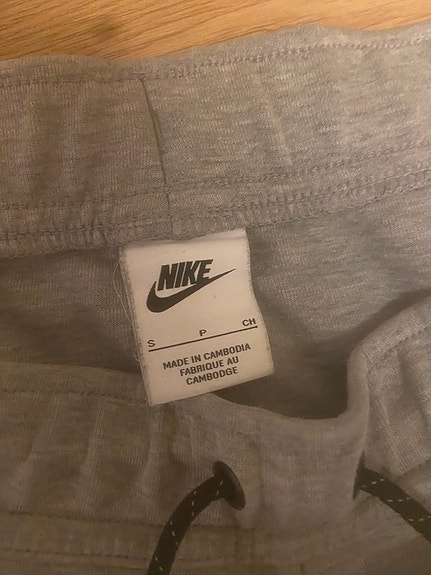 NIKE
S P CH
MADE IN CAMBODIA
FABRIQUE AU
CAMBODGE